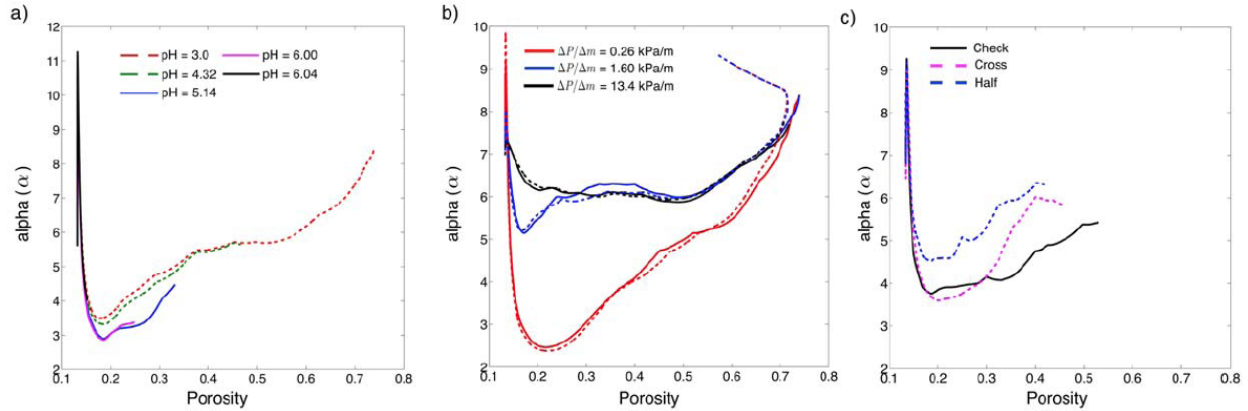 a)
pH = 3.0
pH = 4.32
pH = 5.14
pH = 6.00
pH = 6.04
alpha (α)
12
11
10
9
8
7
6
5
4
3
2
0.1 0.2 0.3 0.4 0.5 0.6 0.7 0.8
Porosity
b)
ΔP/Δm = 0.26 kPa/m
ΔP/Δm = 1.60 kPa/m
ΔP/Δm = 13.4 kPa/m
alpha (α)
10
9
8
7
6
5
4
3
2
0.1 0.2 0.3 0.4 0.5 0.6 0.7 0.8
Porosity
c)
Check
Cross
Half
alpha (α)
10
9
8
7
6
5
4
3
2
0.1 0.2 0.3 0.4 0.5 0.6 0.7 0.8
Porosity